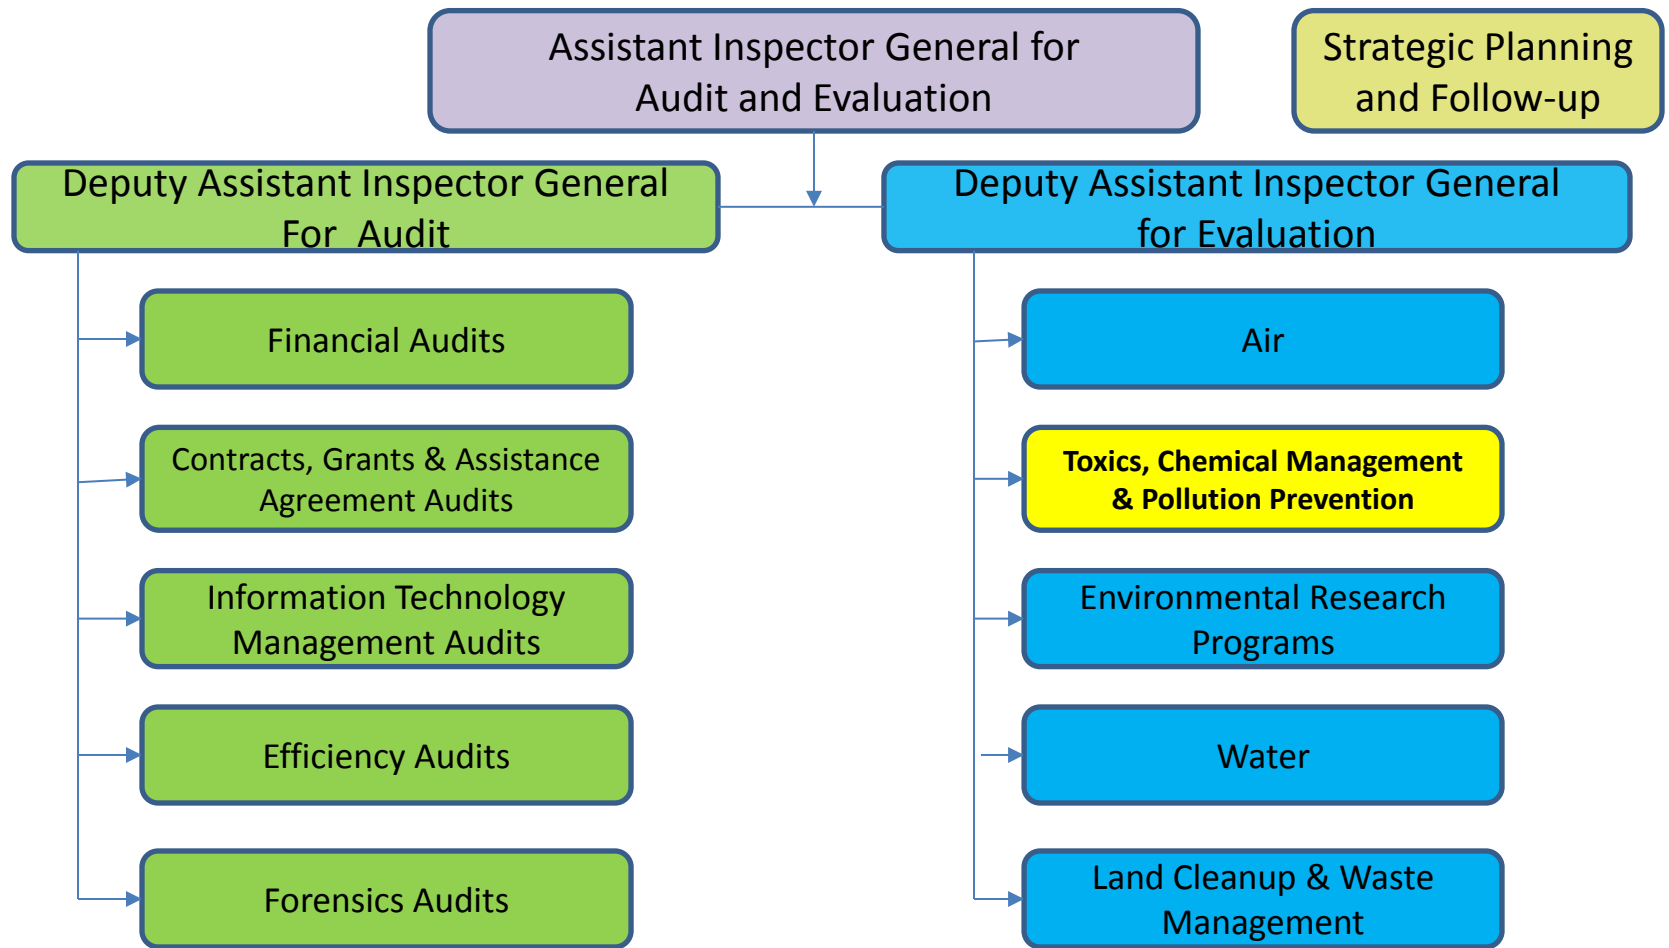 Assistant Inspector General for
Audit and Evaluation
Strategic Planning
and Follow-up
Deputy Assistant Inspector General
For  Audit
Deputy Assistant Inspector General
for Evaluation
Financial Audits
Contracts, Grants & Assistance
Agreement Audits
Information Technology
Management Audits
Efficiency Audits
Forensics Audits
Air
Toxics, Chemical Management
& Pollution Prevention
Environmental Research
Programs
Water
Land Cleanup & Waste
Management